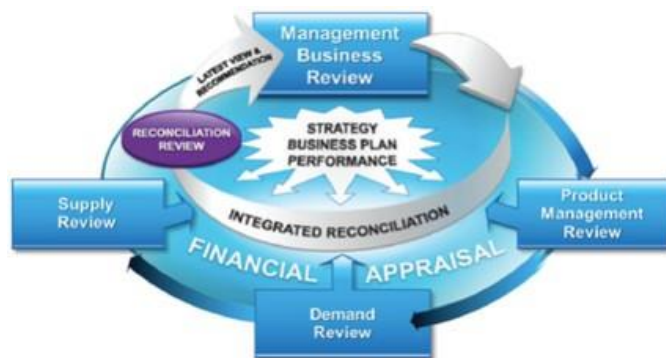 Management
Business
Review
LATEST VIEW &
RECOMMENDATION
RECONCILIATION
REVIEW
STRATEGY
BUSINESS PLAN
PERFORMANCE
Supply
Review
Product
Management
Review
INTEGRATED RECONCILIATION
FINANCIAL APPRAISAL
Demand
Review